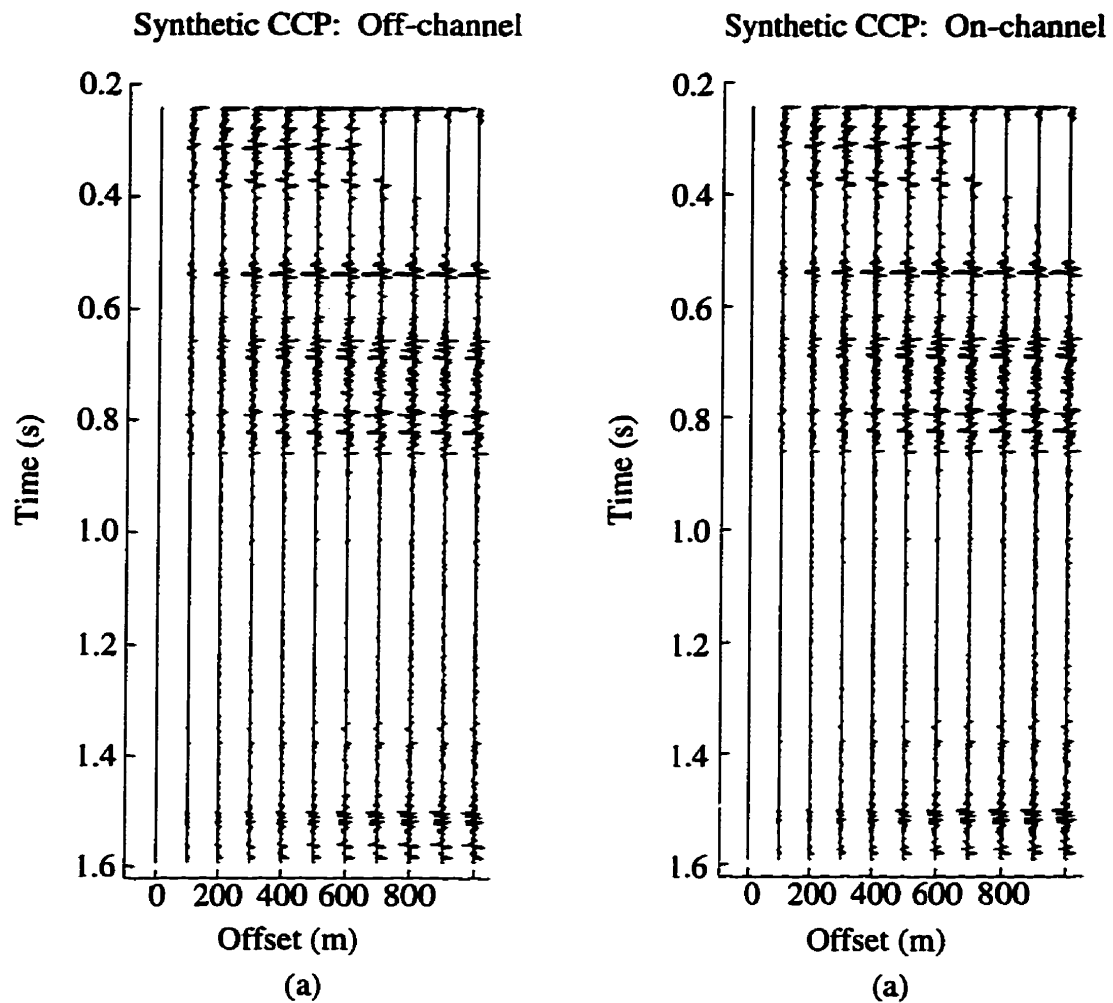 Synthetic CCP: Off-channel
0.2
0.4
0.6
0.8
1.0
1.2
1.4
1.6
Time (s)
0 200 400 600 800
Offset (m)
(a)
Synthetic CCP: On-channel
0.2
0.4
0.6
0.8
1.0
1.2
1.4
1.6
Time (s)
0 200 400 600 800
Offset (m)
(a)